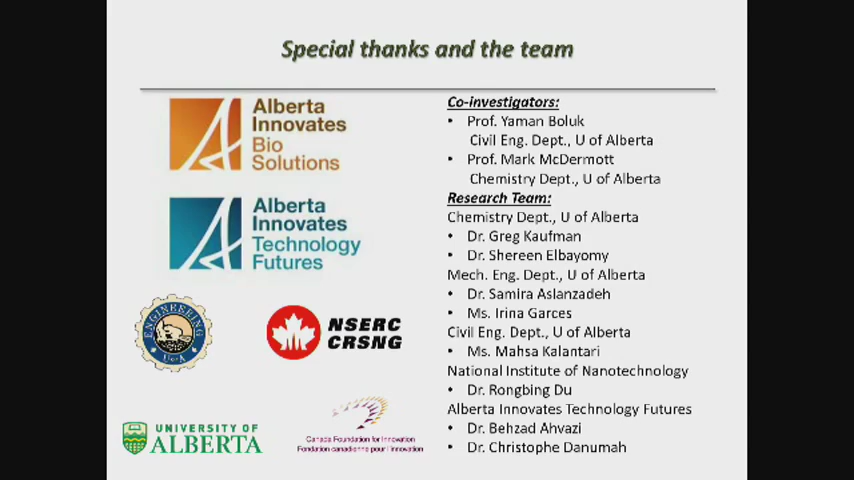 Special thanks and the team
Alberta
Innovates
Bio
Solutions
Alberta
Innovates
Technology
Futures
ENGINEERING
U of A
NSERC
CRSNG
UNIVERSITY OF
ALBERTA
Canada Foundation for Innovation
Fondation canadienne pour l'innovation
Co-investigators:
• Prof. Yaman Boluk
Civil Eng. Dept., U of Alberta
• Prof. Mark McDermott
Chemistry Dept., U of Alberta
Research Team:
Chemistry Dept., U of Alberta
• Dr. Greg Kaufman
• Dr. Shereen Elbayomy
Mech. Eng. Dept., U of Alberta
• Dr. Samira Aslanzadeh
• Ms. Irina Garces
Civil Eng. Dept., U of Alberta
• Ms. Mahsa Kalantari
National Institute of Nanotechnology
• Dr. Rongbing Du
Alberta Innovates Technology Futures
• Dr. Behzad Ahvazi
• Dr. Christophe Danumah